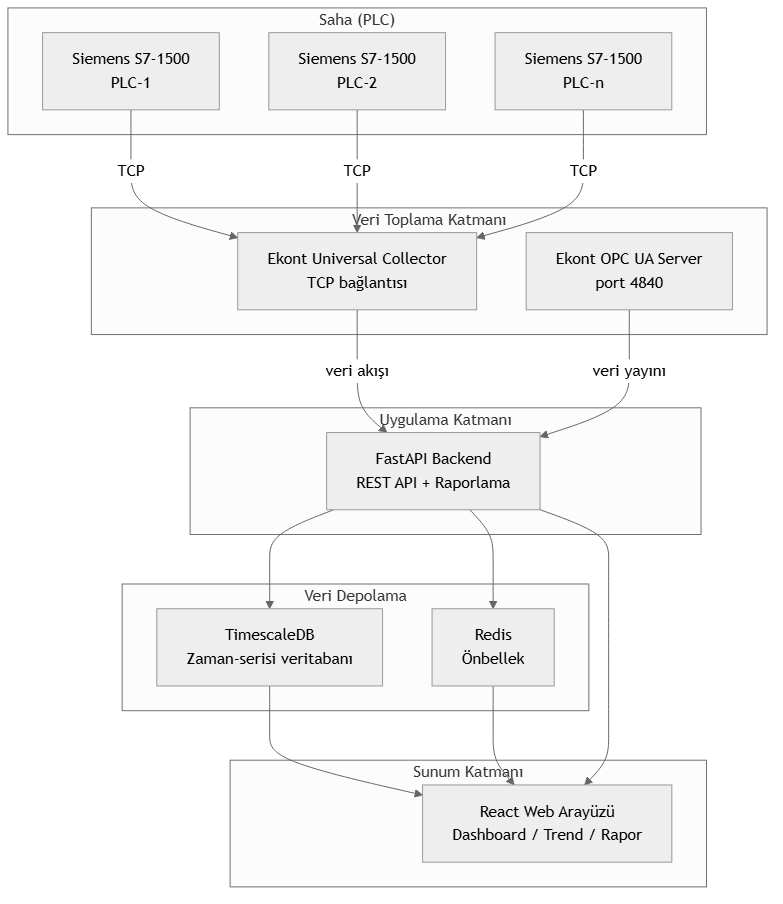 Saha (PLC)
Siemens S7-1500
PLC-1
Siemens S7-1500
PLC-2
Siemens S7-1500
PLC-n
TCP
TCP
TCP
Veri Toplama Katmanı
Ekont Universal Collector
TCP bağlantısı
Ekont OPC UA Server
port 4840
veri akışı
veri yayını
Uygulama Katmanı
FastAPI Backend
REST API + Raporlama
Veri Depolama
TimescaleDB
Zaman-serisi veritabanı
Redis
Önbellek
Sunum Katmanı
React Web Arayüzü
Dashboard / Trend / Rapor